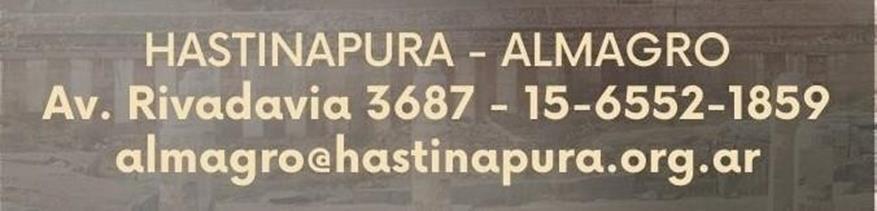 HASTINAPURA - ALMAGRO
Av. Rivadavia 3687 - 15-6552-1859
almagro@hastinapura.org.ar